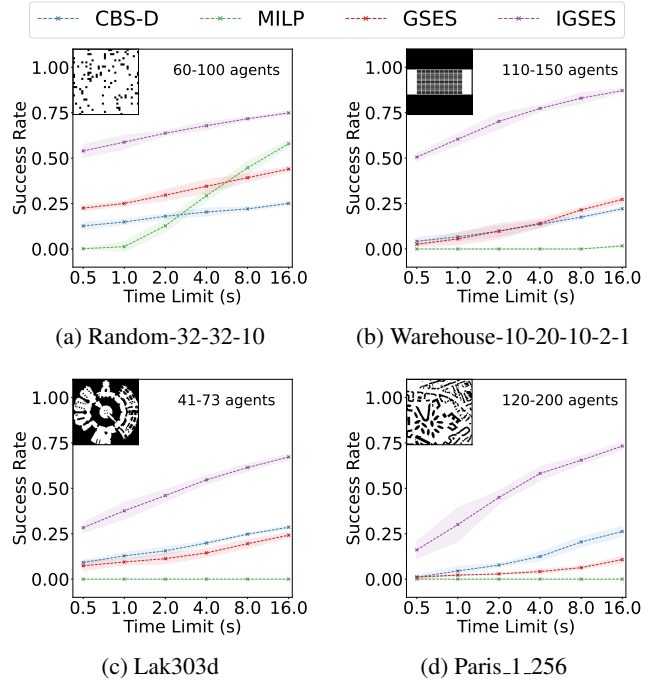 CBS-D MILP GSES IGSES
60-100 agents
1.00
0.75
0.50
0.25
0.00
Success Rate
0.5 1.0 2.0 4.0 8.0 16.0
Time Limit (s)
(a) Random-32-32-10
110-150 agents
1.00
0.75
0.50
0.25
0.00
Success Rate
0.5 1.0 2.0 4.0 8.0 16.0
Time Limit (s)
(b) Warehouse-10-20-10-2-1
41-73 agents
1.00
0.75
0.50
0.25
0.00
Success Rate
0.5 1.0 2.0 4.0 8.0 16.0
Time Limit (s)
(c) Lak303d
120-200 agents
1.00
0.75
0.50
0.25
0.00
Success Rate
0.5 1.0 2.0 4.0 8.0 16.0
Time Limit (s)
(d) Paris_1_256